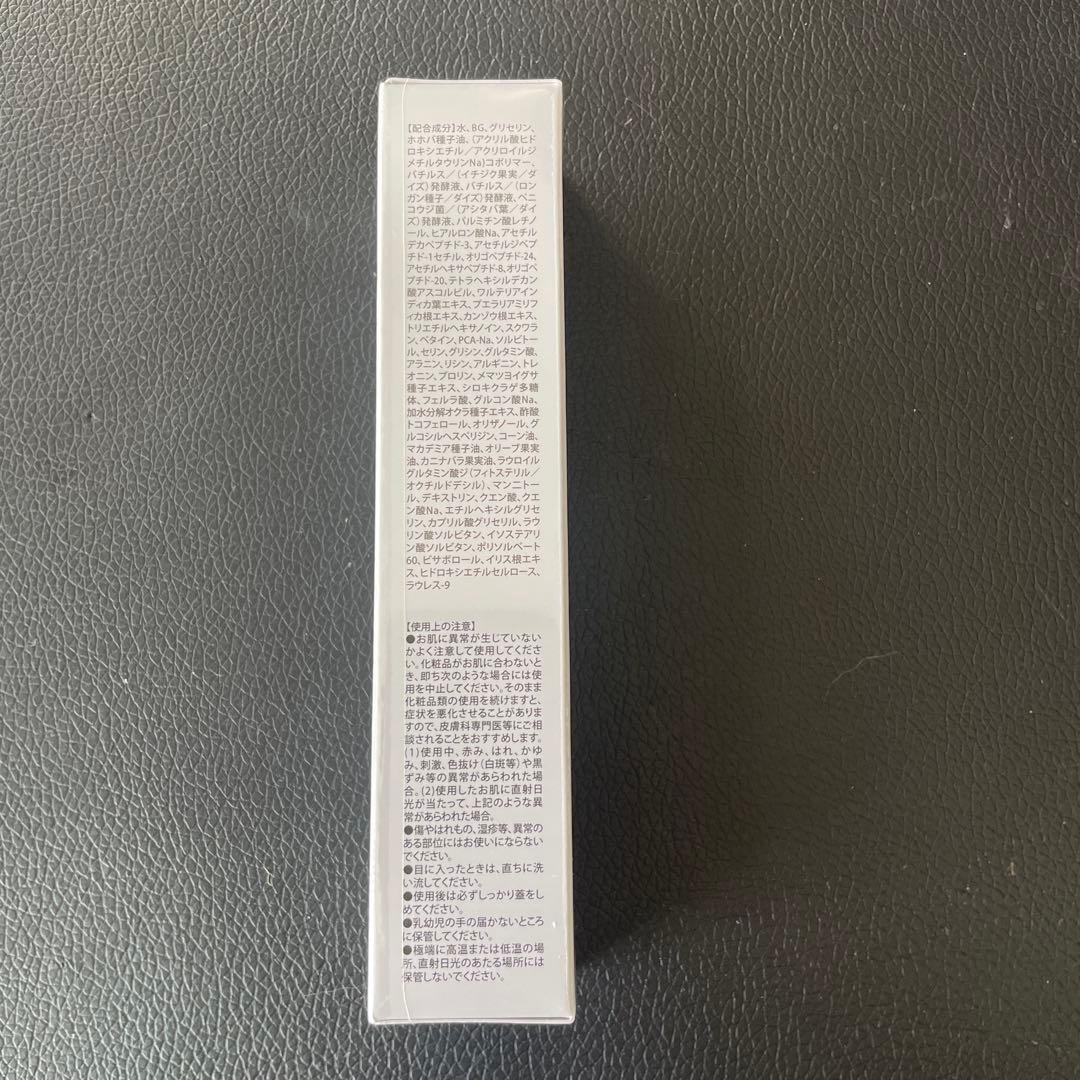 【配合成分】水、BG、グリセリン、
ホホバ種子油、(アクリル酸ヒド
ロキシエチル／アクリロイルジ
メチルタウリンNa)コポリマー、
バチルス／(イチジク果実／ダ
イズ)発酵液、バチルス／(ロン
ガン種子／ダイズ)発酵液、ベニ
コウジ菌／(アシタバ葉／ダイ
ズ)発酵液、パルミチン酸レチノ
ール、ヒアルロン酸Na、アセチル
デカペプチド-3、アセチルジペプ
チド-1セチル、オリゴペプチド-24、
アセチルヘキサペプチド-8、オリゴペ
プチド-20、テトラヘキシルデカン
酸アスコルビル、ワルテリアイン
ディカ葉エキス、プエラリアミリフ
ィカ根エキス、カンゾウ根エキス、
トリエチルヘキサノイン、スクワラ
ン、ベタイン、PCA-Na、ソルビトー
ル、セリン、グリシン、グルタミン酸、
アラニン、リシン、アルギニン、トレ
オニン、プロリン、メマツヨイグサ
種子エキス、シロキクラゲ多糖
体、フェルラ酸、グルコン酸Na、
加水分解オクラ種子エキス、酢酸
トコフェロール、オリザノール、グ
ルコシルヘスペリジン、コーン油、
マカデミア種子油、オリーブ果実
油、カニナバラ果実油、ラウロイル
グルタミン酸ジ(フィトステリル／
オクチルドデシル)、マンニトー
ル、デキストリン、クエン酸、クエ
ン酸Na、エチルヘキシルグリセ
リン、カプリル酸グリセリル、ラウ
リン酸ソルビタン、イソステアリ
ン酸ソルビタン、ポリソルベート
60、ビサボロール、イリス根エキ
ス、ヒドロキシエチルセルロース、
ラウレス-9
【使用上の注意】
●お肌に異常が生じていない
かよく注意して使用してくださ
い。化粧品がお肌に合わないと
き、即ち次のような場合には使
用を中止してください。そのまま
化粧品類の使用を続けますと、
症状を悪化させることがありま
すので、皮膚科専門医等にご相
談されることをおすすめします。
(1)使用中、赤み、はれ、かゆ
み、刺激、色抜け(白斑等)や黒
ずみ等の異常があらわれた場
合。(2)使用したお肌に直射日
光が当たって、上記のような異
常があらわれた場合。
●傷やはれもの、湿疹等、異常の
ある部位にはお使いにならない
でください。
●目に入ったときは、直ちに洗
い流してください。
●使用後は必ずしっかり蓋をし
めてください。
●乳幼児の手の届かないところ
に保管してください。
●極端に高温または低温の場
所、直射日光のあたる場所には
保管しないでください。